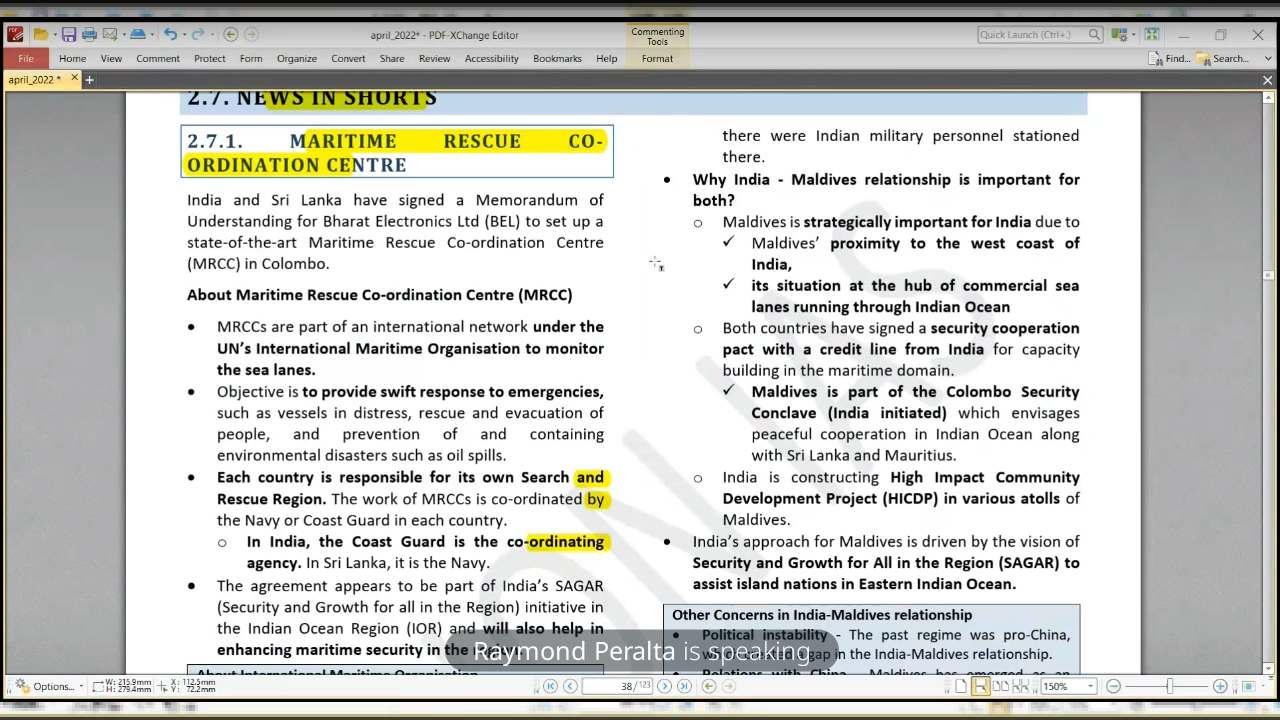 april_2022* - PDF-XChange Editor
Commenting
Tools
Quick Launch (Ctrl+.)
File
Home
View
Comment
Protect
Form
Organize
Convert
Share
Review
Accessibility
Bookmarks
Help
Format
Find...
Search...
april_2022 *
2.7. NEWS IN SHORTS
2.7.1. MARITIME RESCUE CO-
ORDINATION CENTRE
India and Sri Lanka have signed a Memorandum of
Understanding for Bharat Electronics Ltd (BEL) to set up a
state-of-the-art Maritime Rescue Co-ordination Centre
(MRCC) in Colombo.
About Maritime Rescue Co-ordination Centre (MRCC)
• MRCCs are part of an international network under the
UN's International Maritime Organisation to monitor
the sea lanes.
• Objective is to provide swift response to emergencies,
such as vessels in distress, rescue and evacuation of
people, and prevention of and containing
environmental disasters such as oil spills.
• Each country is responsible for its own Search and
Rescue Region. The work of MRCCs is co-ordinated by
the Navy or Coast Guard in each country.
o In India, the Coast Guard is the co-ordinating
agency. In Sri Lanka, it is the Navy.
• The agreement appears to be part of India's SAGAR
(Security and Growth for all in the Region) initiative in
the Indian Ocean Region (IOR) and will also help in
enhancing maritime security in the
About International Maritime Organisation
there were Indian military personnel stationed
there.
• Why India - Maldives relationship is important for
both?
o Maldives is strategically important for India due to
✓ Maldives' proximity to the west coast of
India,
✓ its situation at the hub of commercial sea
lanes running through Indian Ocean
o Both countries have signed a security cooperation
pact with a credit line from India for capacity
building in the maritime domain.
✓ Maldives is part of the Colombo Security
Conclave (India initiated) which envisages
peaceful cooperation in Indian Ocean along
with Sri Lanka and Mauritius.
o India is constructing High Impact Community
Development Project (HICDP) in various atolls of
Maldives.
• India's approach for Maldives is driven by the vision of
Security and Growth for All in the Region (SAGAR) to
assist island nations in Eastern Indian Ocean.
Other Concerns in India-Maldives relationship
• Political instability - The past regime was pro-China,
a gap in the India-Maldives relationship.
Raymond Peralta is speaking
Options...
W: 215.9mm
H: 279.4mm
X: 112.5mm
Y: 72.2mm
38 /123
150%